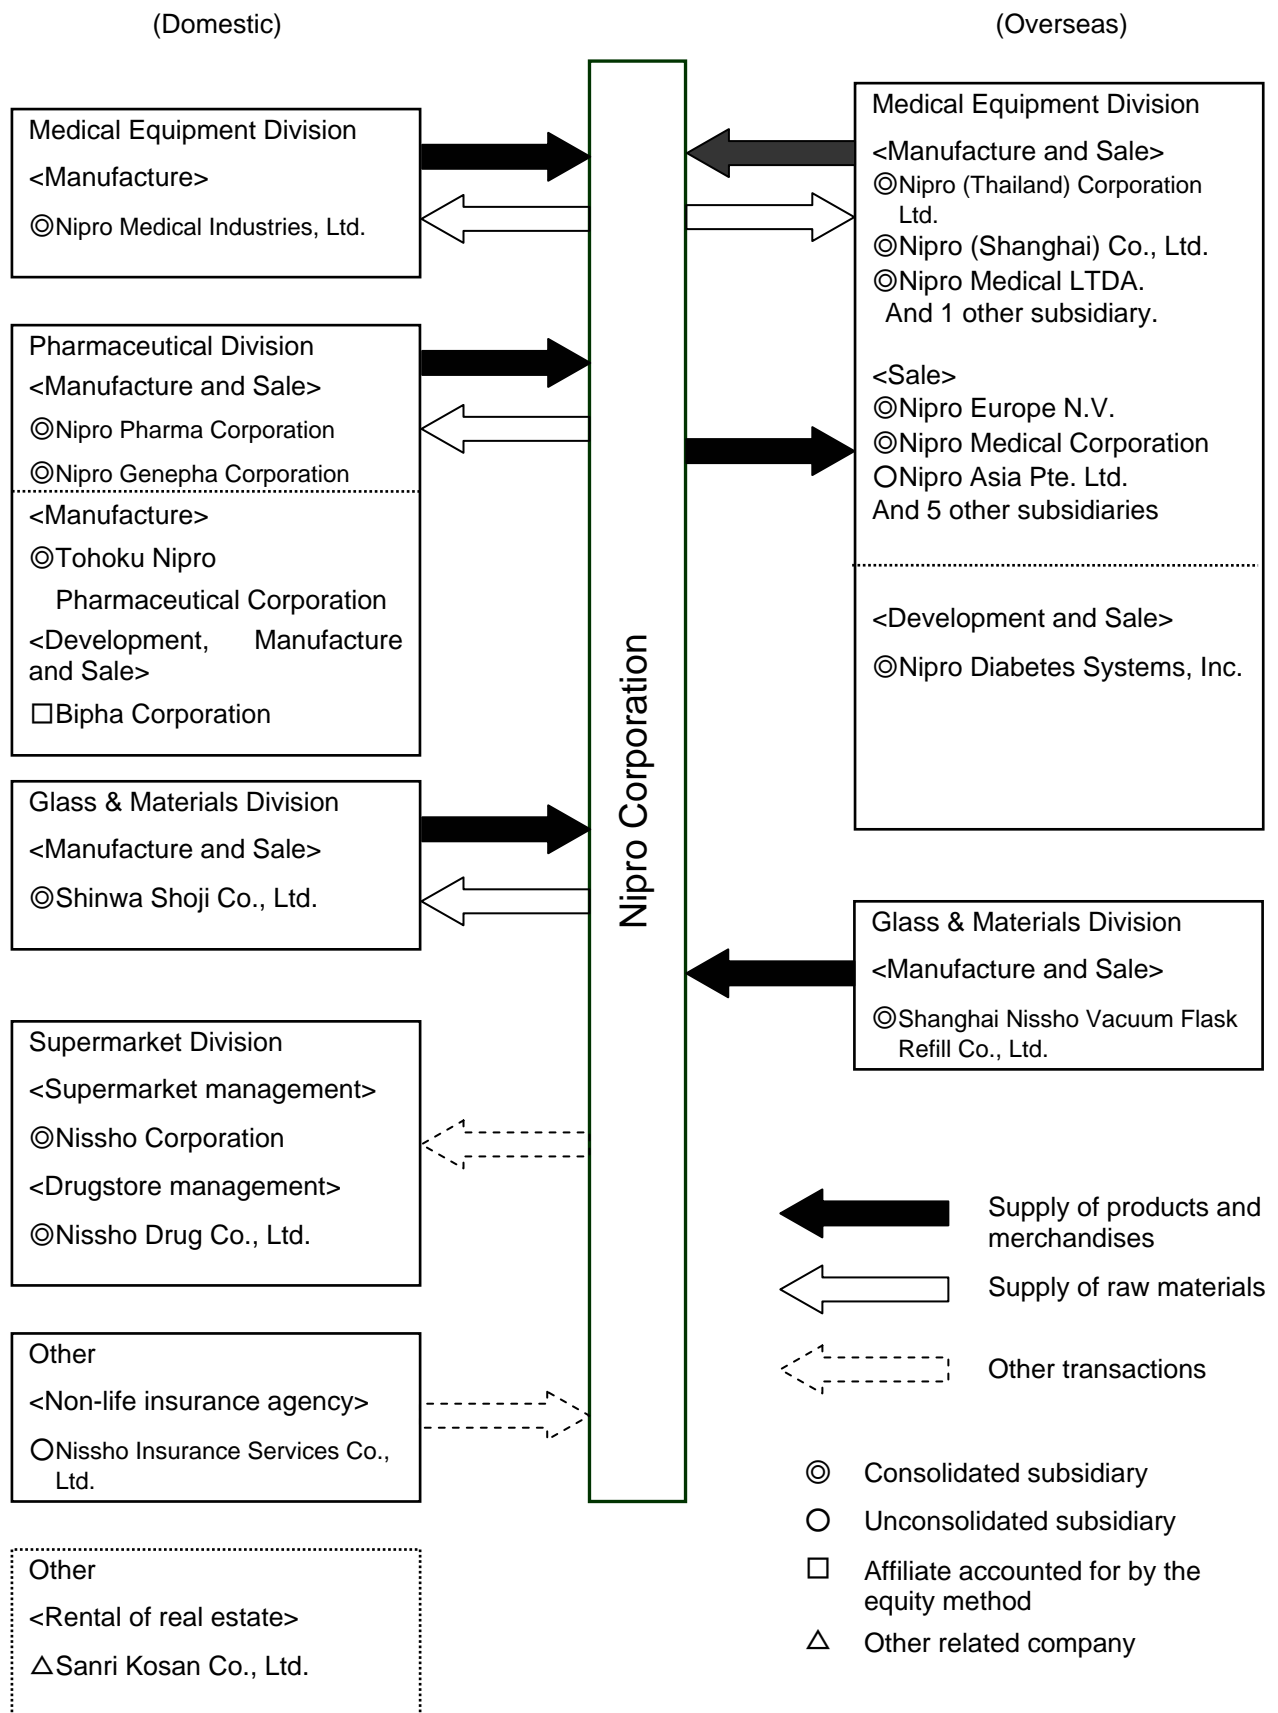 (Domestic)
(Overseas)
Medical Equipment Division
<Manufacture>
◎Nipro Medical Industries, Ltd.
Pharmaceutical Division
<Manufacture and Sale>
◎Nipro Pharma Corporation
◎Nipro Genepha Corporation
<Manufacture>
◎Tohoku Nipro
Pharmaceutical Corporation
<Development, Manufacture
and Sale>
□Bipha Corporation
Glass & Materials Division
<Manufacture and Sale>
◎Shinwa Shoji Co., Ltd.
Supermarket Division
<Supermarket management>
◎Nissho Corporation
<Drugstore management>
◎Nissho Drug Co., Ltd.
Other
<Non-life insurance agency>
○Nissho Insurance Services Co.,
Ltd.
Other
<Rental of real estate>
△Sanri Kosan Co., Ltd.
Nipro Corporation
Medical Equipment Division
<Manufacture and Sale>
◎Nipro (Thailand) Corporation
Ltd.
◎Nipro (Shanghai) Co., Ltd.
◎Nipro Medical LTDA.
And 1 other subsidiary.
<Sale>
◎Nipro Europe N.V.
◎Nipro Medical Corporation
○Nipro Asia Pte. Ltd.
And 5 other subsidiaries
<Development and Sale>
◎Nipro Diabetes Systems, Inc.
Glass & Materials Division
<Manufacture and Sale>
◎Shanghai Nissho Vacuum Flask
Refill Co., Ltd.
Supply of products and
merchandises
Supply of raw materials
Other transactions
◎ Consolidated subsidiary
○ Unconsolidated subsidiary
□ Affiliate accounted for by the
equity method
△ Other related company